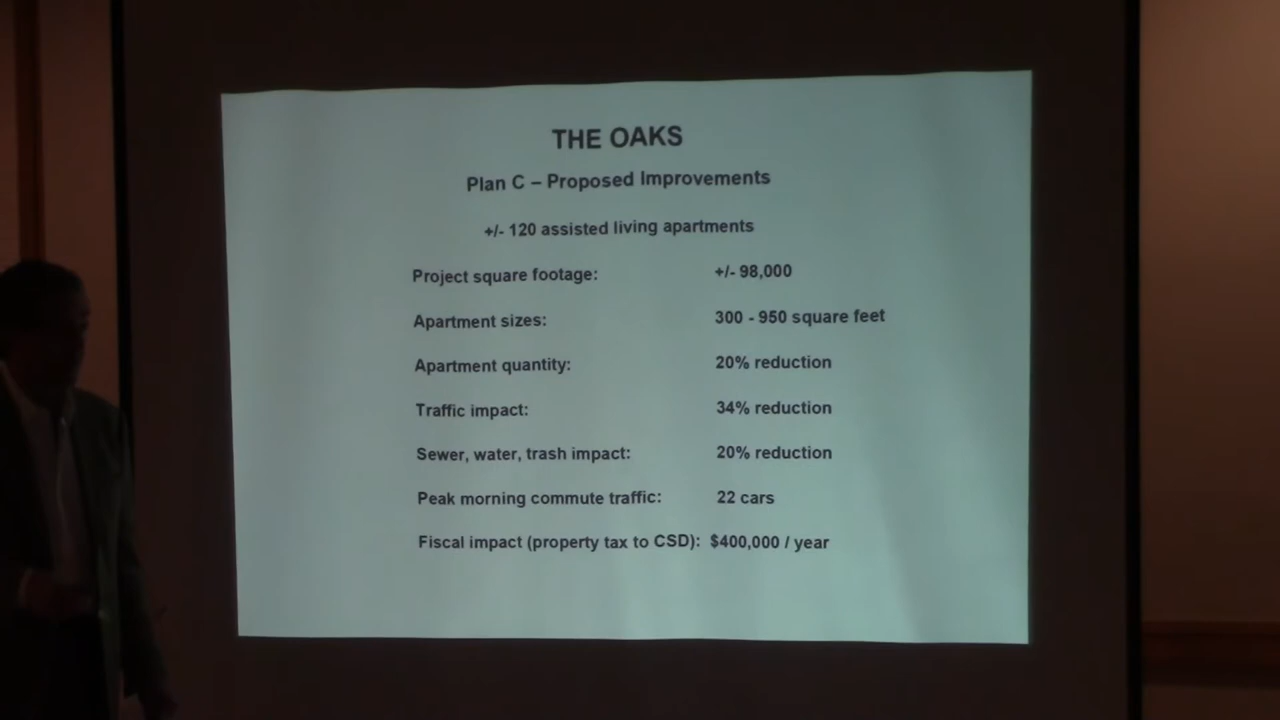 THE OAKS
Plan C – Proposed Improvements
+/- 120 assisted living apartments
Project square footage: +/- 98,000
Apartment sizes: 300 - 950 square feet
Apartment quantity: 20% reduction
Traffic impact: 34% reduction
Sewer, water, trash impact: 20% reduction
Peak morning commute traffic: 22 cars
Fiscal impact (property tax to CSD): $400,000 / year